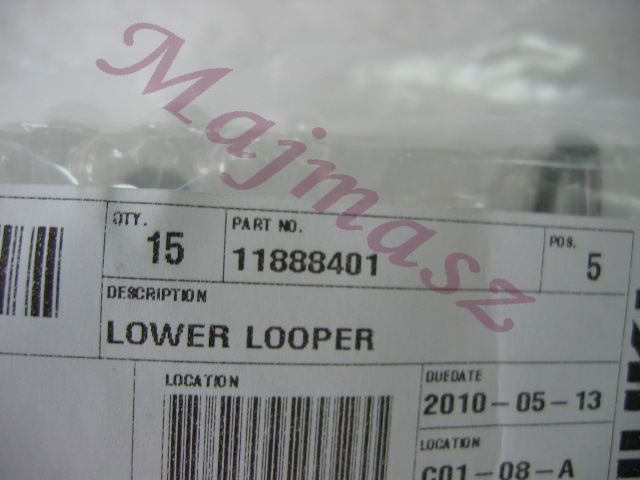 Majmasz
QTY.
15
PART NO.
11888401
POS.
5
DESCRIPTION
LOWER LOOPER
LOCATION
DUEDATE
2010-05-13
LOCATION
C01-08-A